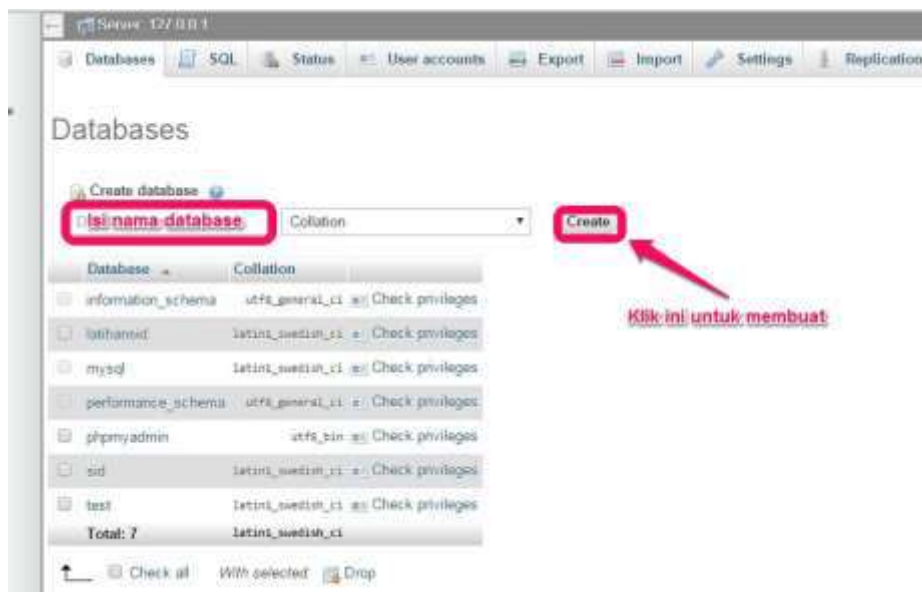 Server: 127.0.0.1
Databases SQL Status User accounts Export Import Settings Replication
Databases
Create database
Isi nama database Collation Create
Database Collation
Klik ini untuk membuat
information_schema utf8_general_ci Check privileges
latin1_swedish_ci Check privileges
mysql latin1_swedish_ci Check privileges
performance_schema utf8_general_ci Check privileges
phpmyadmin utf8_bin Check privileges
sid latin1_swedish_ci Check privileges
test latin1_swedish_ci Check privileges
Total: 7 latin1_swedish_ci
Check all With selected: Drop